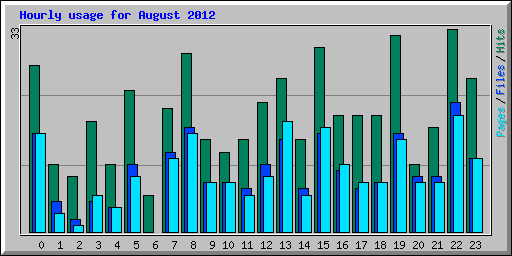 Hourly usage for August 2012
33
Pages/Files/Hits
0 1 2 3 4 5 6 7 8 9 10 11 12 13 14 15 16 17 18 19 20 21 22 23